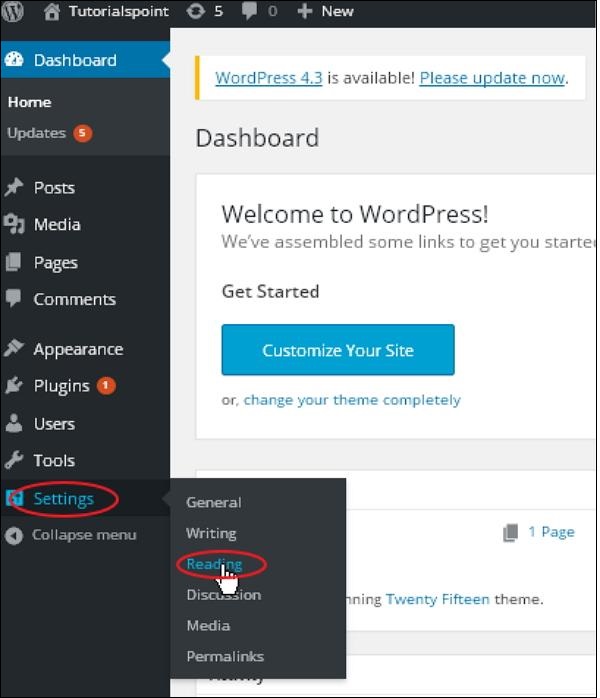 Tutorialspoint 5 0 New
Dashboard
Home
Updates 5
Posts
Media
Pages
Comments
Appearance
Plugins 1
Users
Tools
Settings
Collapse menu
General
Writing
Reading
Discussion
Media
Permalinks
WordPress 4.3 is available! Please update now.
Dashboard
Welcome to WordPress!
We've assembled some links to get you starte
Get Started
Customize Your Site
or, change your theme completely
1 Page
nning Twenty Fifteen theme.